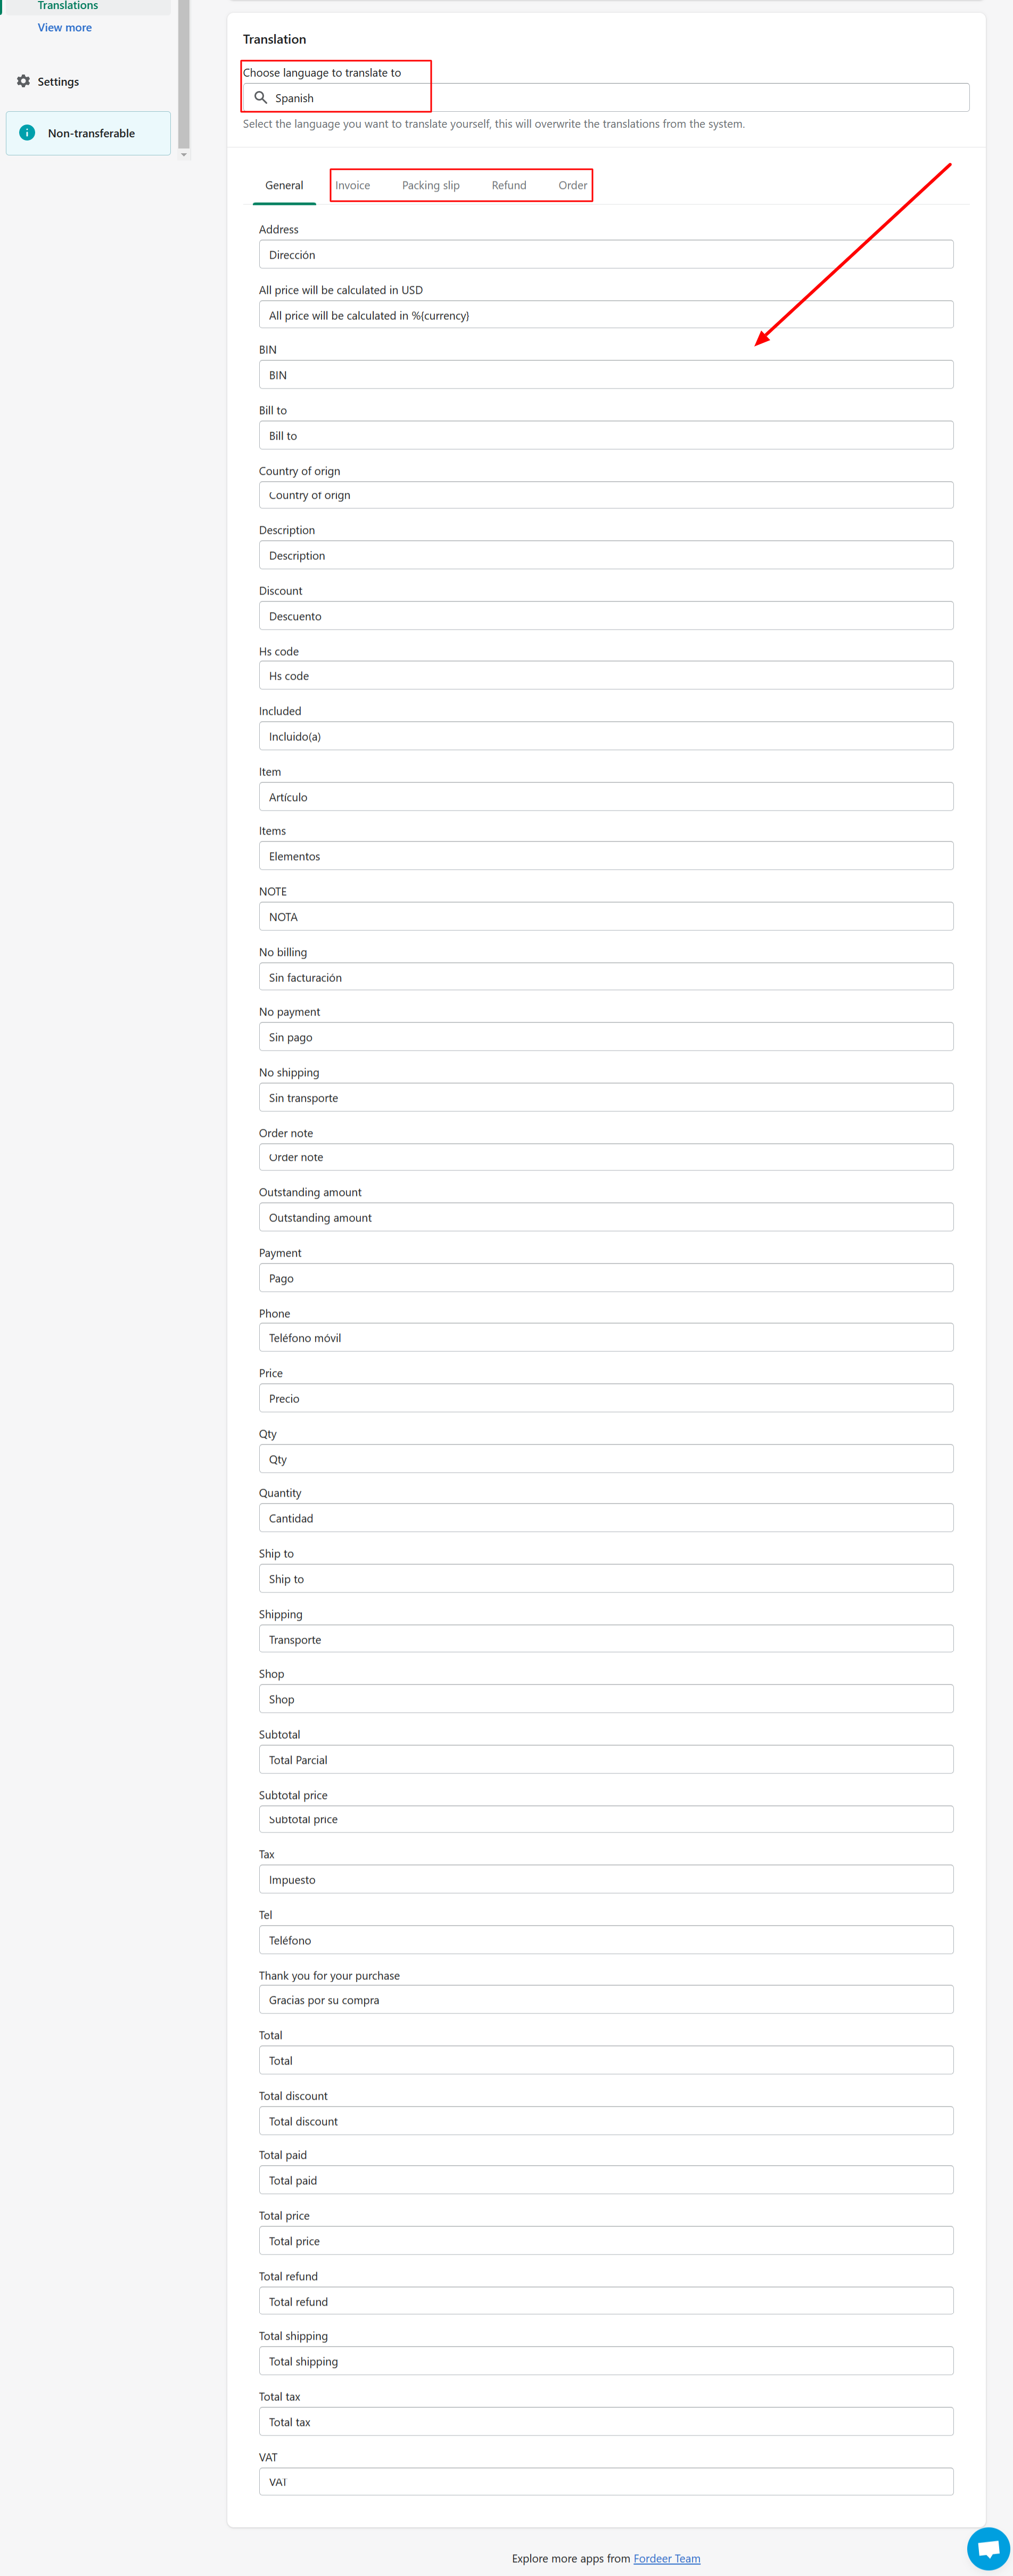 Translations
View more
Settings
Non-transferable
Translation
Choose language to translate to
Spanish
Select the language you want to translate yourself, this will overwrite the translations from the system.
General Invoice Packing slip Refund Order
Address
Dirección
All price will be calculated in USD
All price will be calculated in %{currency}
BIN
BIN
Bill to
Bill to
Country of orign
Country of orign
Description
Description
Discount
Descuento
Hs code
Hs code
Included
Incluido(a)
Item
Artículo
Items
Elementos
NOTE
NOTA
No billing
Sin facturación
No payment
Sin pago
No shipping
Sin transporte
Order note
Order note
Outstanding amount
Outstanding amount
Payment
Pago
Phone
Teléfono móvil
Price
Precio
Qty
Qty
Quantity
Cantidad
Ship to
Ship to
Shipping
Transporte
Shop
Shop
Subtotal
Total Parcial
Subtotal price
Subtotal price
Tax
Impuesto
Tel
Teléfono
Thank you for your purchase
Gracias por su compra
Total
Total
Total discount
Total discount
Total paid
Total paid
Total price
Total price
Total refund
Total refund
Total shipping
Total shipping
Total tax
Total tax
VAT
VAT
Explore more apps from Fordeer Team